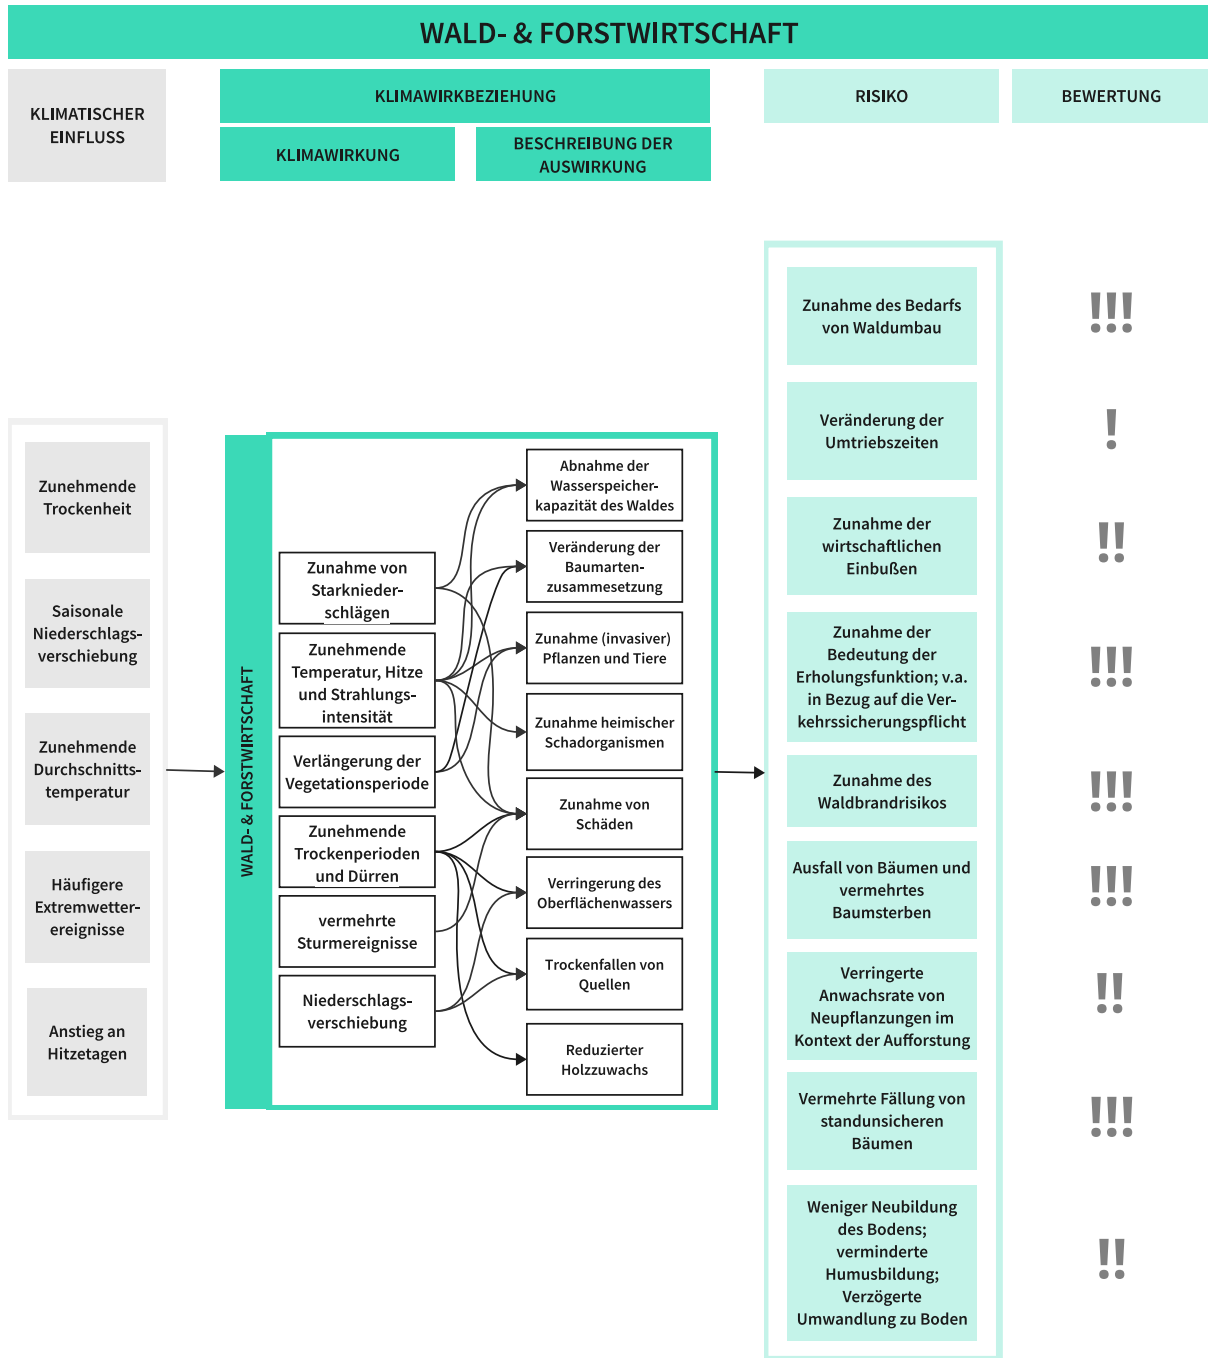 WALD- & FORSTWIRTSCHAFT
KLIMATISCHER
EINFLUSS
KLIMAWIRKBEZIEHUNG
KLIMAWIRKUNG
BESCHREIBUNG DER
AUSWIRKUNG
RISIKO
BEWERTUNG
Zunehmende
Trockenheit
Saisonale
Niederschlags-
verschiebung
Zunehmende
Durchschnitts-
temperatur
Häufigere
Extremwetter-
ereignisse
Anstieg an
Hitzetagen
WALD- & FORSTWIRTSCHAFT
Zunahme von
Starknieder-
schlägen
Zunehmende
Temperatur, Hitze
und Strahlungs-
intensität
Verlängerung der
Vegetationsperiode
Zunehmende
Trockenperioden
und Dürren
vermehrte
Sturmereignisse
Niederschlags-
verschiebung
Abnahme der
Wasserspeicher-
kapazität des Waldes
Veränderung der
Baumarten-
zusammesetzung
Zunahme (invasiver)
Pflanzen und Tiere
Zunahme heimischer
Schadorganismen
Zunahme von
Schäden
Verringerung des
Oberflächenwassers
Trockenfallen von
Quellen
Reduzierter
Holzzuwachs
Zunahme des Bedarfs
von Waldumbau
!!!
Veränderung der
Umtriebszeiten
!
Zunahme der
wirtschaftlichen
Einbußen
!!
Zunahme der
Bedeutung der
Erholungsfunktion; v.a.
in Bezug auf die Ver-
kehrssicherungspflicht
!!!
Zunahme des
Waldbrandrisikos
!!!
Ausfall von Bäumen und
vermehrtes
Baumsterben
!!!
Verringerte
Anwachsrate von
Neupflanzungen im
Kontext der Aufforstung
!!
Vermehrte Fällung von
standunsicheren
Bäumen
!!!
Weniger Neubildung
des Bodens;
verminderte
Humusbildung;
Verzögerte
Umwandlung zu Boden
!!